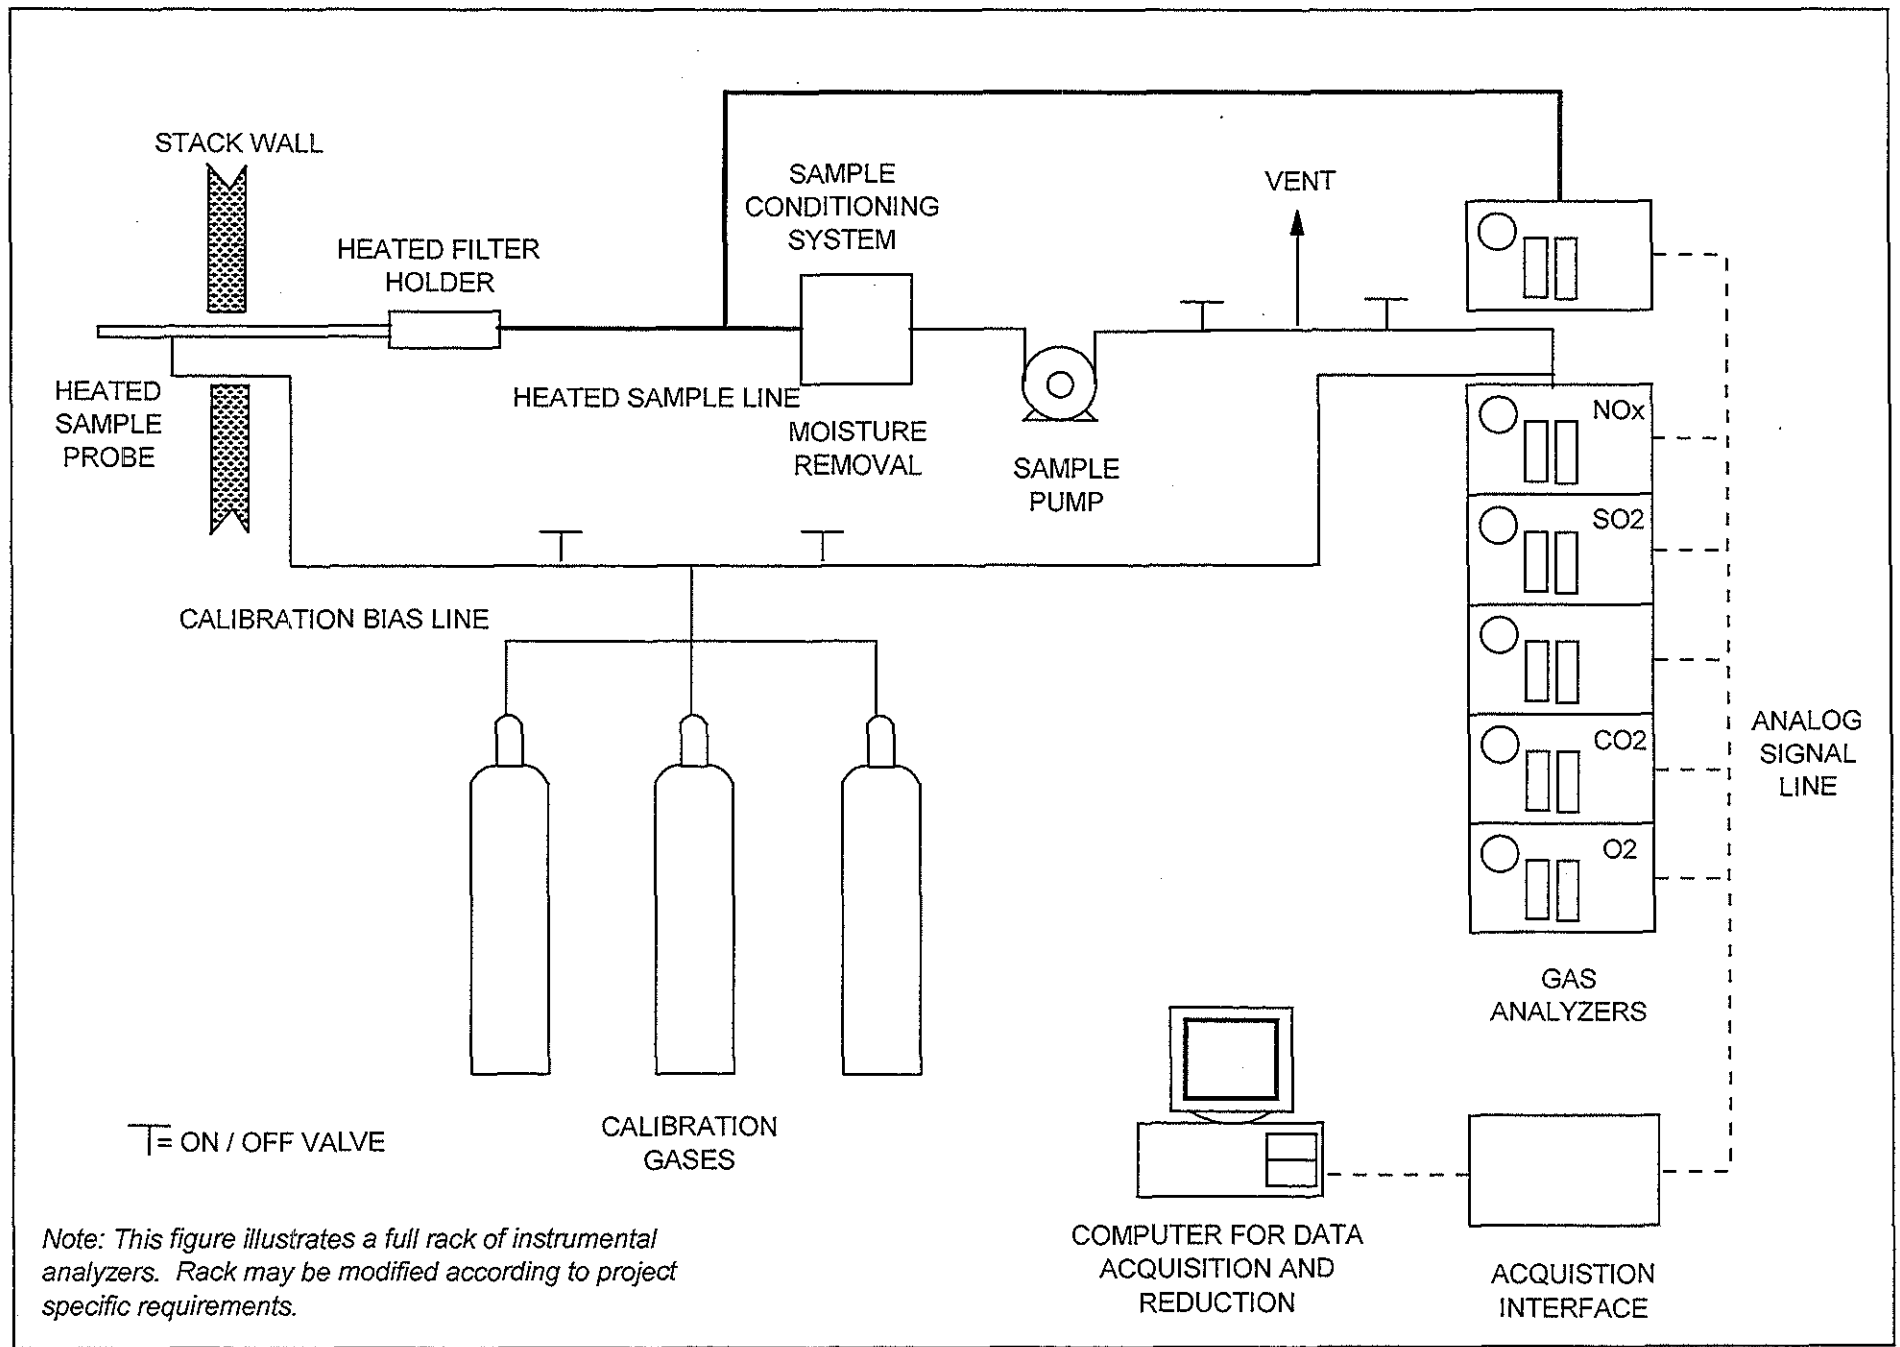 STACK WALL
SAMPLE
CONDITIONING
SYSTEM
VENT
HEATED FILTER
HOLDER
HEATED
SAMPLE
PROBE
HEATED SAMPLE LINE
MOISTURE
REMOVAL
SAMPLE
PUMP
NOx
SO2
CO2
O2
CALIBRATION BIAS LINE
ANALOG
SIGNAL
LINE
GAS
ANALYZERS
CALIBRATION
GASES
= ON / OFF VALVE
COMPUTER FOR DATA
ACQUISITION AND
REDUCTION
ACQUISTION
INTERFACE
Note: This figure illustrates a full rack of instrumental
analyzers. Rack may be modified according to project
specific requirements.